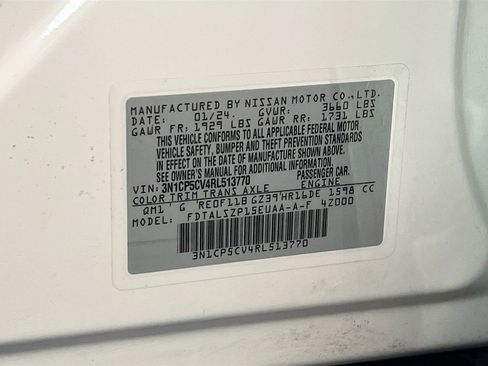 MANUFACTURED BY NISSAN MOTOR CO.,LTD.
DATE: 01/24. GVWR: 3660 LBS
GAWR FR: 1929 LBS GAWR RR: 1731 LBS
THIS VEHICLE CONFORMS TO ALL APPLICABLE FEDERAL MOTOR
VEHICLE SAFETY, BUMPER AND THEFT PREVENTION STANDARDS
IN EFFECT ON THE DATE OF MANUFACTURE SHOWN ABOVE.
SEE OWNER'S MANUAL FOR ADDITIONAL INFORMATION.
VIN: 3N1CP5CV4RL513770 PASSENGER CAR.
COLOR TRIM TRANS AXLE ENGINE
QM1 G RE0F11B GZ39 HR16DE 1598 CC
MODEL: FDTALSZP15EUAA-A-F 4Z000
3N1CP5CV4RL513770